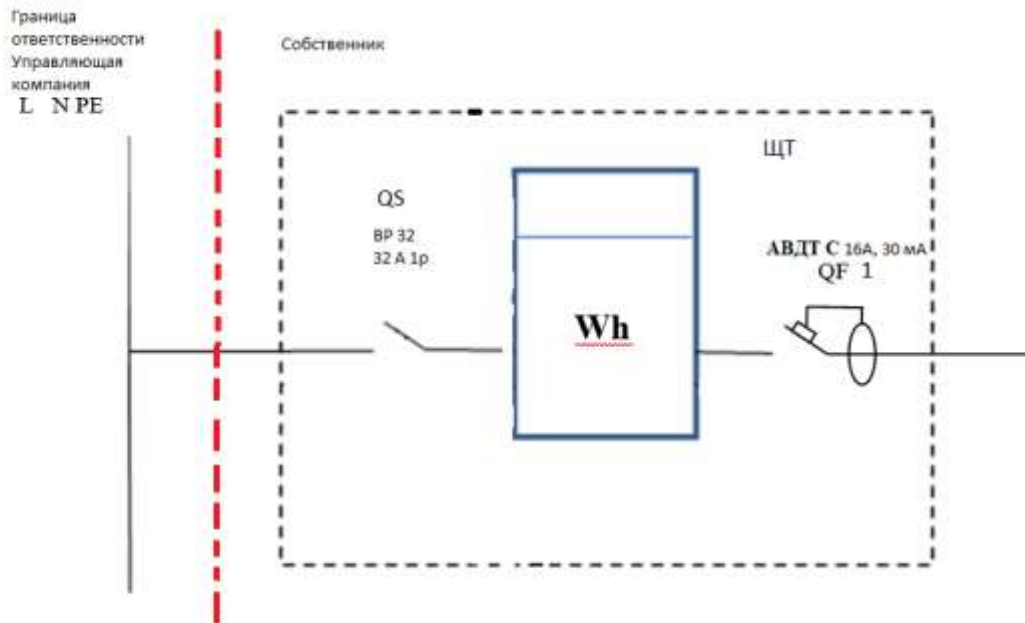 Граница
ответственности
Управляющая
компания
L N PE
Собственник
ЩТ
QS
ВР 32
32 А 1р
Wh
АВДТ С 16А, 30 мА
QF 1